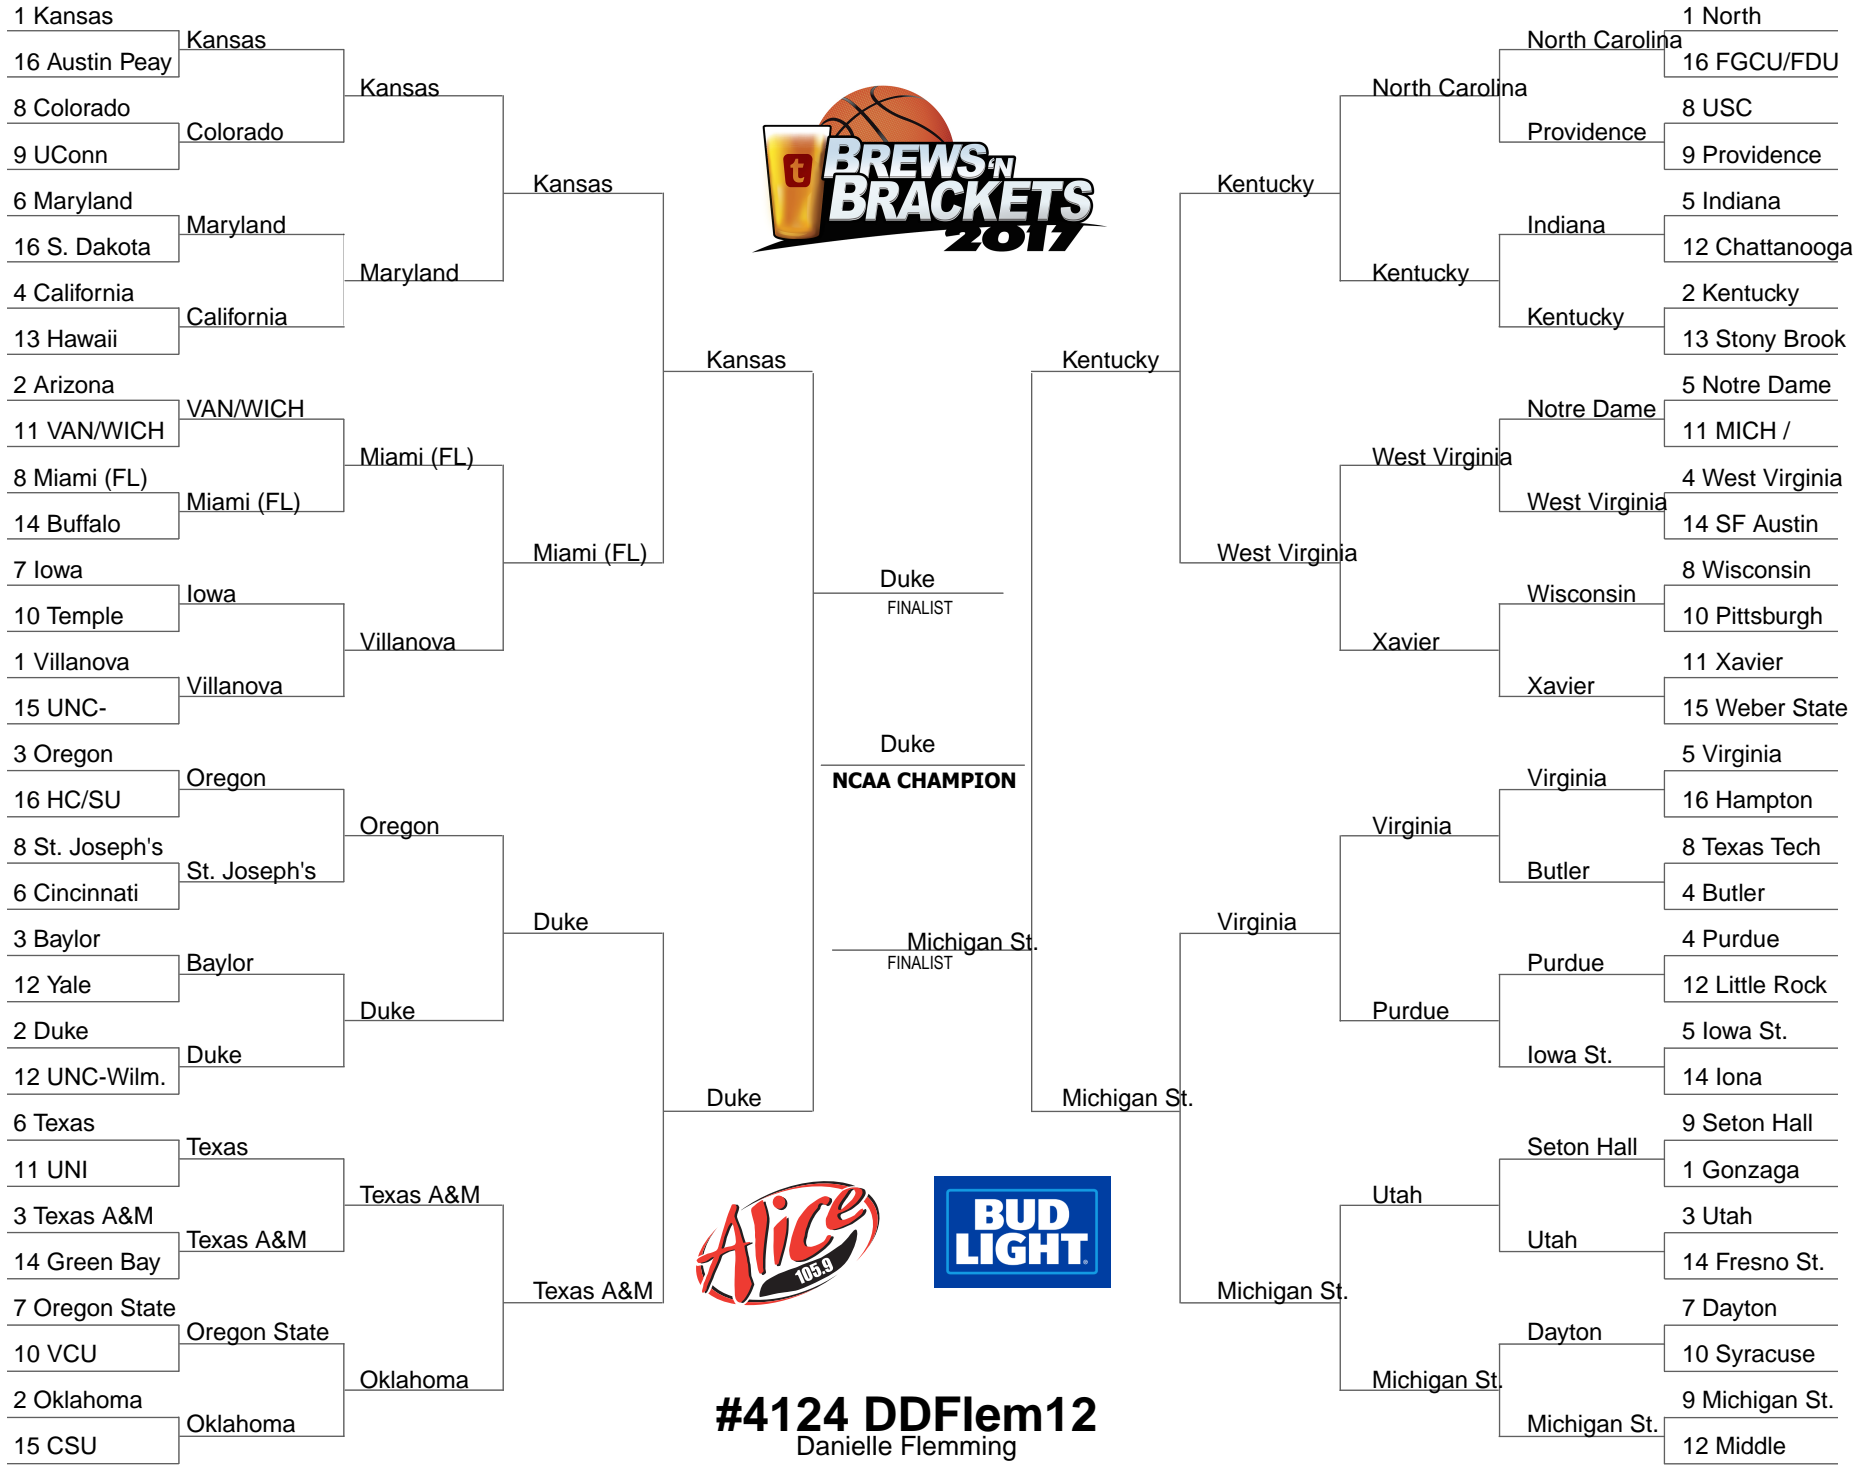 1 Kansas
16 Austin Peay
8 Colorado
9 UConn
6 Maryland
16 S. Dakota
4 California
13 Hawaii
2 Arizona
11 VAN/WICH
8 Miami (FL)
14 Buffalo
7 Iowa
10 Temple
1 Villanova
15 UNC-
3 Oregon
16 HC/SU
8 St. Joseph's
6 Cincinnati
3 Baylor
12 Yale
2 Duke
12 UNC-Wilm.
6 Texas
11 UNI
3 Texas A&M
14 Green Bay
7 Oregon State
10 VCU
2 Oklahoma
15 CSU
Kansas
Colorado
Maryland
California
VAN/WICH
Miami (FL)
Iowa
Villanova
Oregon
St. Joseph's
Baylor
Duke
Texas
Texas A&M
Oregon State
Oklahoma
Kansas
Maryland
Miami (FL)
Villanova
Oregon
Duke
Texas A&M
Oklahoma
Kansas
Miami (FL)
Duke
Texas A&M
Kansas
Duke
t
BREWS 'N
BRACKETS
2017
Duke
FINALIST
Duke
NCAA CHAMPION
Michigan St.
FINALIST
Alice
105.9
BUD
LIGHT
#4124 DDFlem12
Danielle Flemming
Kentucky
Michigan St.
Kentucky
West Virginia
Virginia
Michigan St.
North Carolina
Kentucky
West Virginia
Xavier
Virginia
Purdue
Utah
Michigan St.
North Carolina
Providence
Indiana
Kentucky
Notre Dame
West Virginia
Wisconsin
Xavier
Virginia
Butler
Purdue
Iowa St.
Seton Hall
Utah
Dayton
Michigan St.
1 North
16 FGCU/FDU
8 USC
9 Providence
5 Indiana
12 Chattanooga
2 Kentucky
13 Stony Brook
5 Notre Dame
11 MICH /
4 West Virginia
14 SF Austin
8 Wisconsin
10 Pittsburgh
11 Xavier
15 Weber State
5 Virginia
16 Hampton
8 Texas Tech
4 Butler
4 Purdue
12 Little Rock
5 Iowa St.
14 Iona
9 Seton Hall
1 Gonzaga
3 Utah
14 Fresno St.
7 Dayton
10 Syracuse
9 Michigan St.
12 Middle